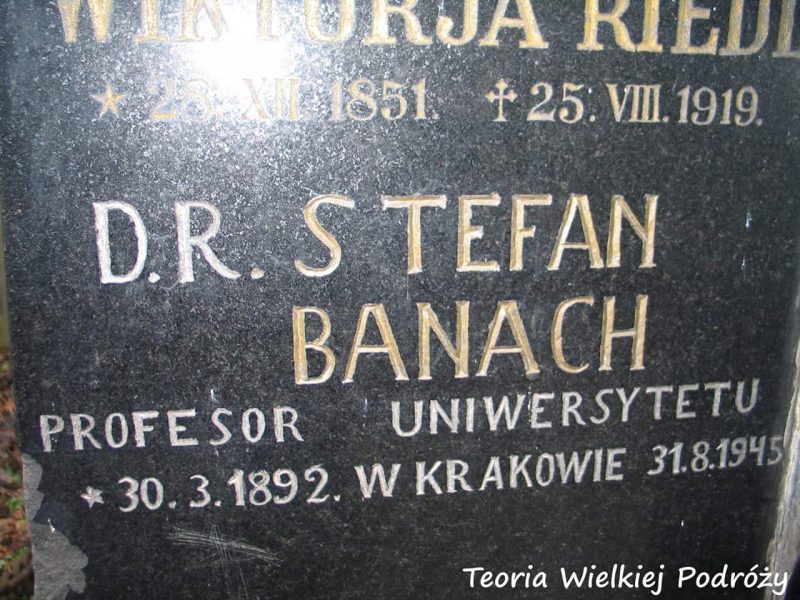 WIKTORJA RIEDL
★ 28. XII 1851. ✝ 25. VIII. 1919.
D.R. STEFAN
BANACH
PROFESOR UNIWERSYTETU
★ 30.3.1892. W KRAKOWIE 31.8.1945
Teoria Wielkiej Podróży